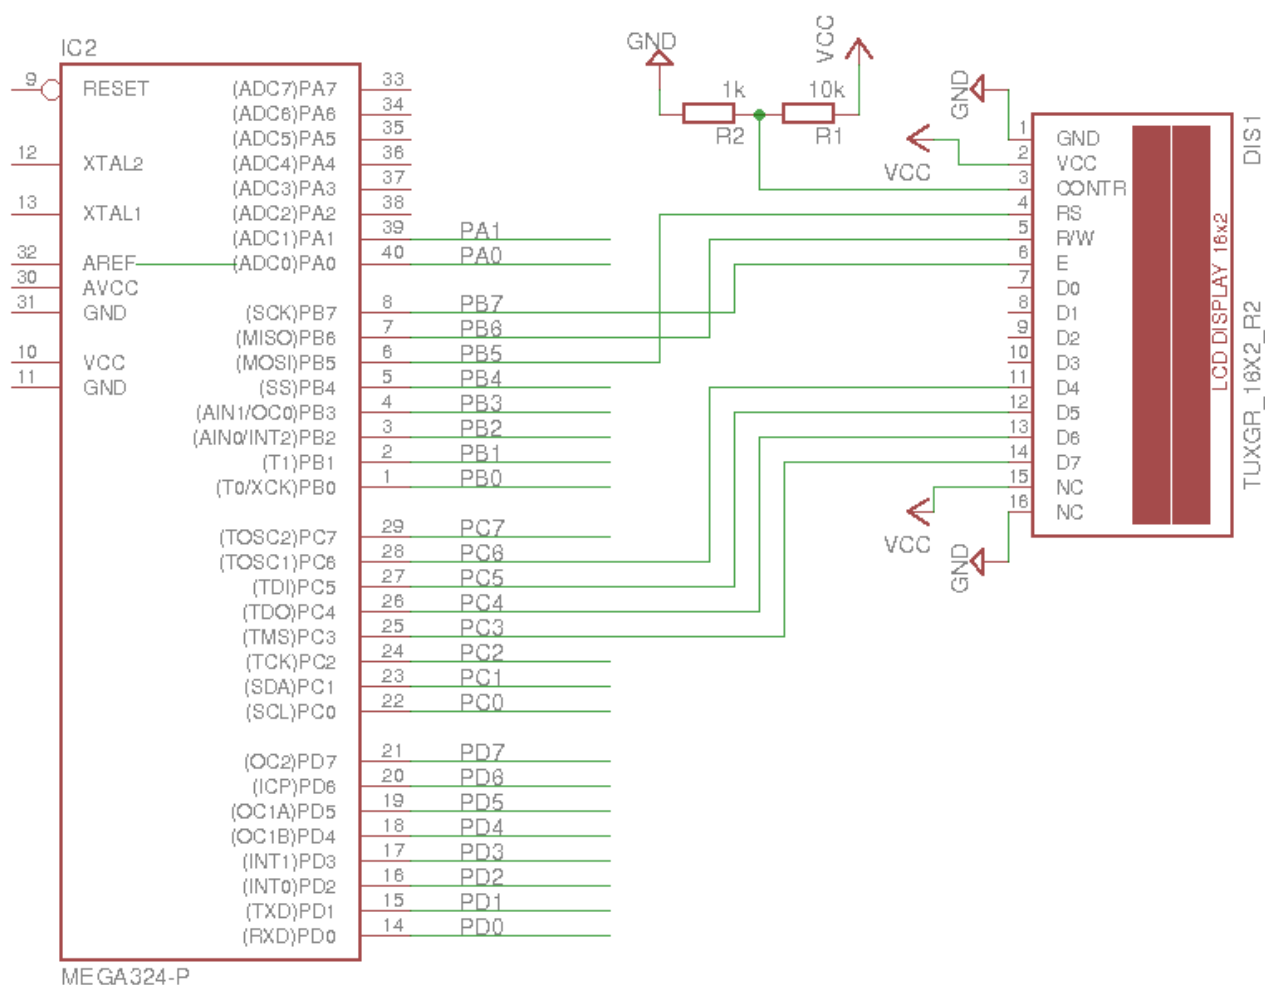 IC2
9 RESET
12 XTAL2
13 XTAL1
32 AREF
30 AVCC
31 GND
10 VCC
11 GND
(ADC7)PA7 33
(ADC6)PA6 34
(ADC5)PA5 35
(ADC4)PA4 36
(ADC3)PA3 37
(ADC2)PA2 38
(ADC1)PA1 39 PA1
(ADC0)PA0 40 PA0
(SCK)PB7 8 PB7
(MISO)PB6 7 PB6
(MOSI)PB5 6 PB5
(SS)PB4 5 PB4
(AIN1/OC0)PB3 4 PB3
(AIN0/INT2)PB2 3 PB2
(T1)PB1 2 PB1
(T0/XCK)PB0 1 PB0
(TOSC2)PC7 29 PC7
(TOSC1)PC6 28 PC6
(TDI)PC5 27 PC5
(TDO)PC4 26 PC4
(TMS)PC3 25 PC3
(TCK)PC2 24 PC2
(SDA)PC1 23 PC1
(SCL)PC0 22 PC0
(OC2)PD7 21 PD7
(ICP)PD6 20 PD6
(OC1A)PD5 19 PD5
(OC1B)PD4 18 PD4
(INT1)PD3 17 PD3
(INT0)PD2 16 PD2
(TXD)PD1 15 PD1
(RXD)PD0 14 PD0
MEGA324-P
GND
VCC
1k
10k
R2
R1
GND
VCC
1 GND
2 VCC
3 CONTR
4 RS
5 R/W
6 E
7 D0
8 D1
9 D2
10 D3
11 D4
12 D5
13 D6
14 D7
15 NC
16 NC
VCC
GND
LCD DISPLAY 16x2
DIS1
TUXGR_16X2_R2